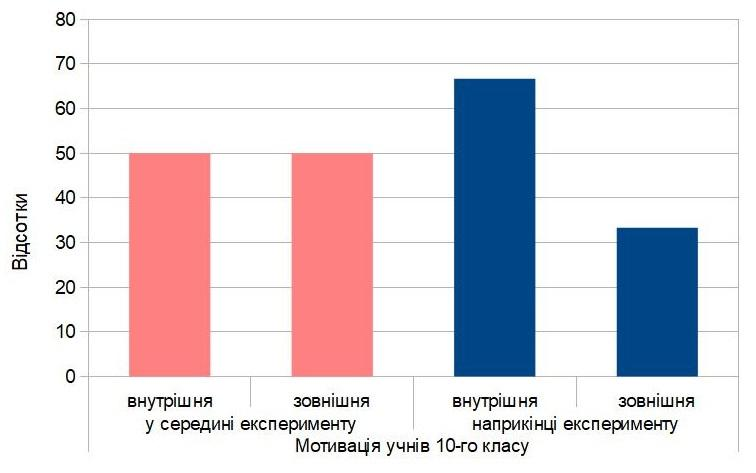 80
70
60
50
40
30
20
10
0
Відсотки
внутрішня зовнішня внутрішня зовнішня
у середині експерименту наприкінці експерименту
Мотивація учнів 10-го класу